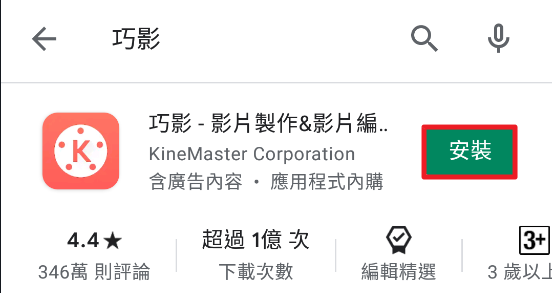 巧影
K
巧影 - 影片製作&影片編..
KineMaster Corporation
含廣告內容 • 應用程式內購
安裝
4.4★ 超過 1億 次 3+
346萬 則評論 下載次數 編輯精選 3 歲以上